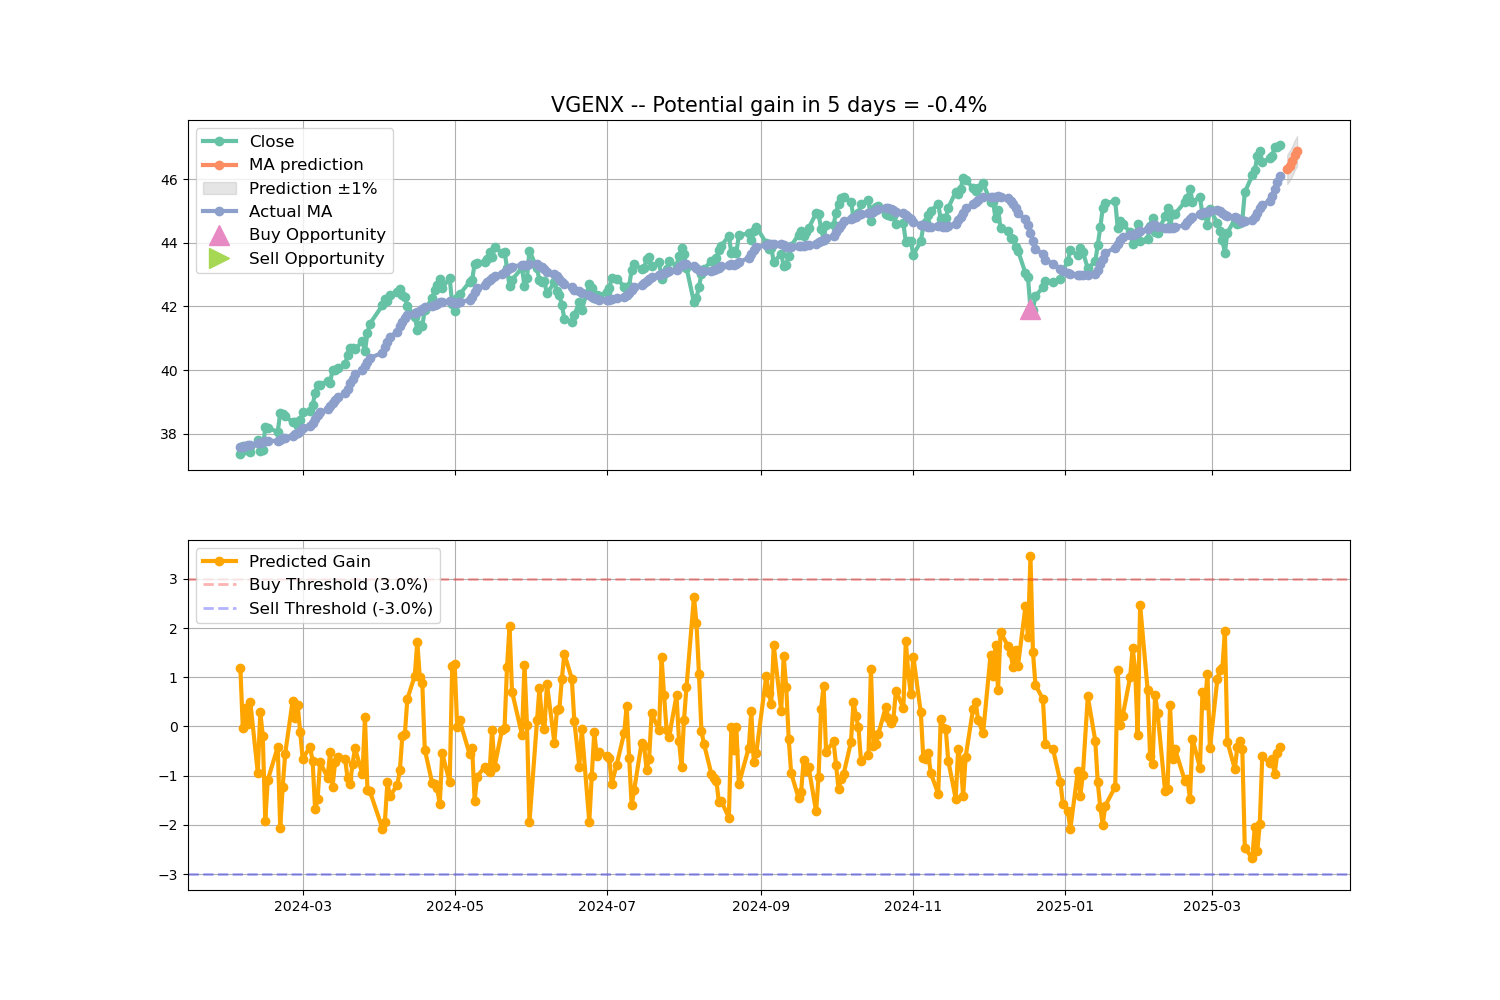 VGENX -- Potential gain in 5 days = -0.4%
Close
MA prediction
Prediction ±1%
Actual MA
Buy Opportunity
Sell Opportunity
46
44
42
40
38
Predicted Gain
Buy Threshold (3.0%)
Sell Threshold (-3.0%)
3
2
1
0
−1
−2
−3
2024-03
2024-05
2024-07
2024-09
2024-11
2025-01
2025-03